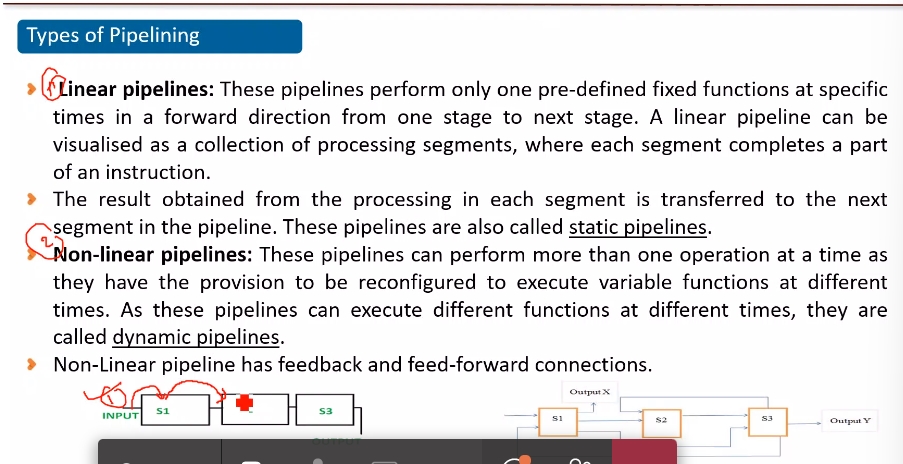 Types of Pipelining
1 Linear pipelines: These pipelines perform only one pre-defined fixed functions at specific
times in a forward direction from one stage to next stage. A linear pipeline can be
visualised as a collection of processing segments, where each segment completes a part
of an instruction.
The result obtained from the processing in each segment is transferred to the next
segment in the pipeline. These pipelines are also called static pipelines.
2 Non-linear pipelines: These pipelines can perform more than one operation at a time as
they have the provision to be reconfigured to execute variable functions at different
times. As these pipelines can execute different functions at different times, they are
called dynamic pipelines.
Non-Linear pipeline has feedback and feed-forward connections.
1
INPUT S1 S3
Output X
S1 S2 S3 Output Y